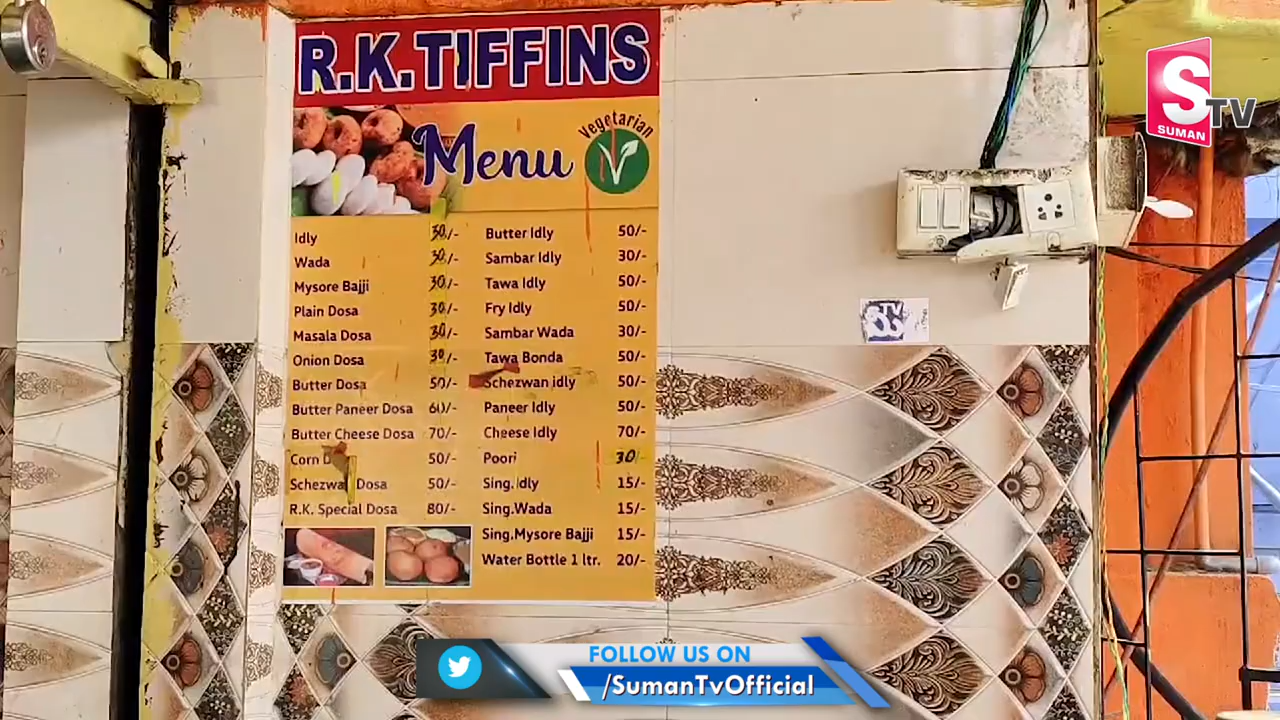 R.K. TIFFINS
Menu
Vegetarian
Idly 30/-
Wada 30/-
Mysore Bajji 30/-
Plain Dosa 30/-
Masala Dosa 30/-
Onion Dosa 30/-
Butter Dosa 50/-
Butter Paneer Dosa 60/-
Butter Cheese Dosa 70/-
Corn 50/-
Schezwan Dosa 50/-
R.K. Special Dosa 80/-
Butter Idly 50/-
Sambar Idly 30/-
Tawa Idly 50/-
Fry Idly 50/-
Sambar Wada 30/-
Tawa Bonda 50/-
Schezwan idly 50/-
Paneer Idly 50/-
Cheese Idly 70/-
Poori 30/
Sing.Idly 15/-
Sing.Wada 15/-
Sing.Mysore Bajji 15/-
Water Bottle 1 ltr. 20/-
S TV
SUMAN
FOLLOW US ON
/SumanTvOfficial